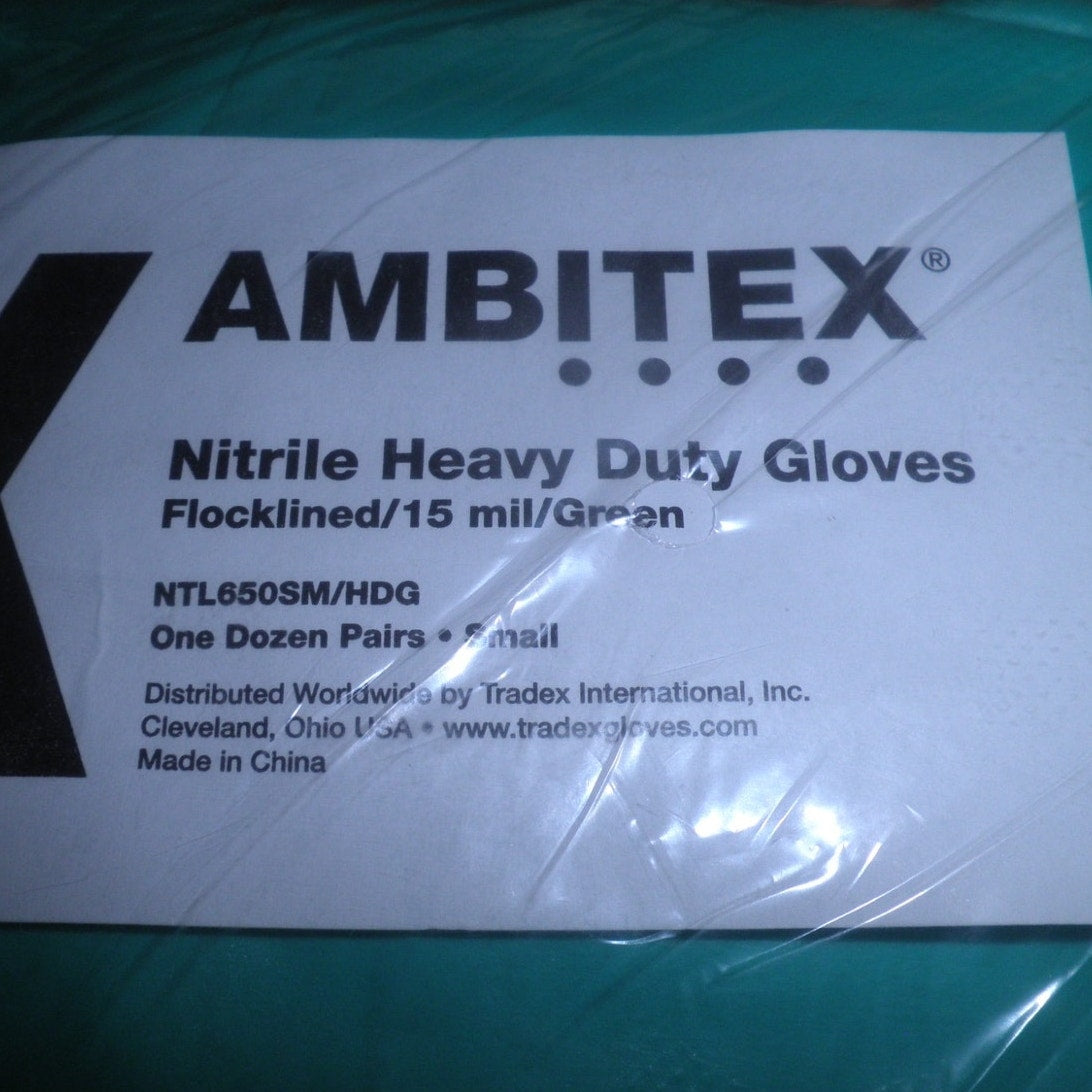 AMBITEX®
Nitrile Heavy Duty Gloves
Flocklined/15 mil/Green
NTL650SM/HDG
One Dozen Pairs • Small
Distributed Worldwide by Tradex International, Inc.
Cleveland, Ohio USA • www.tradexgloves.com
Made in China